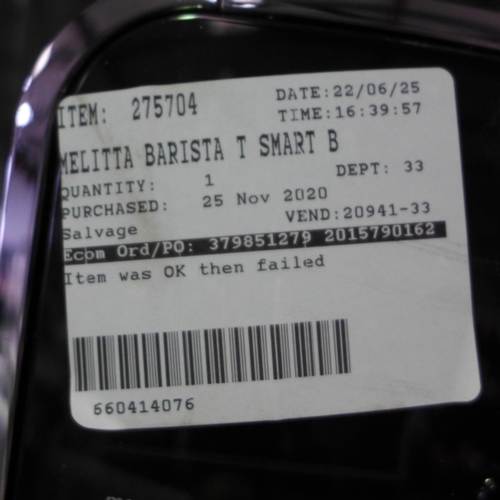 ITEM: 275704
DATE:22/06/25
TIME:16:39:57
MELITTA BARISTA T SMART B
QUANTITY: 1
DEPT: 33
PURCHASED: 25 Nov 2020
Salvage
VEND:20941-33
Ecom Ord/PO: 379851279 2015790162
Item was OK then failed
660414076